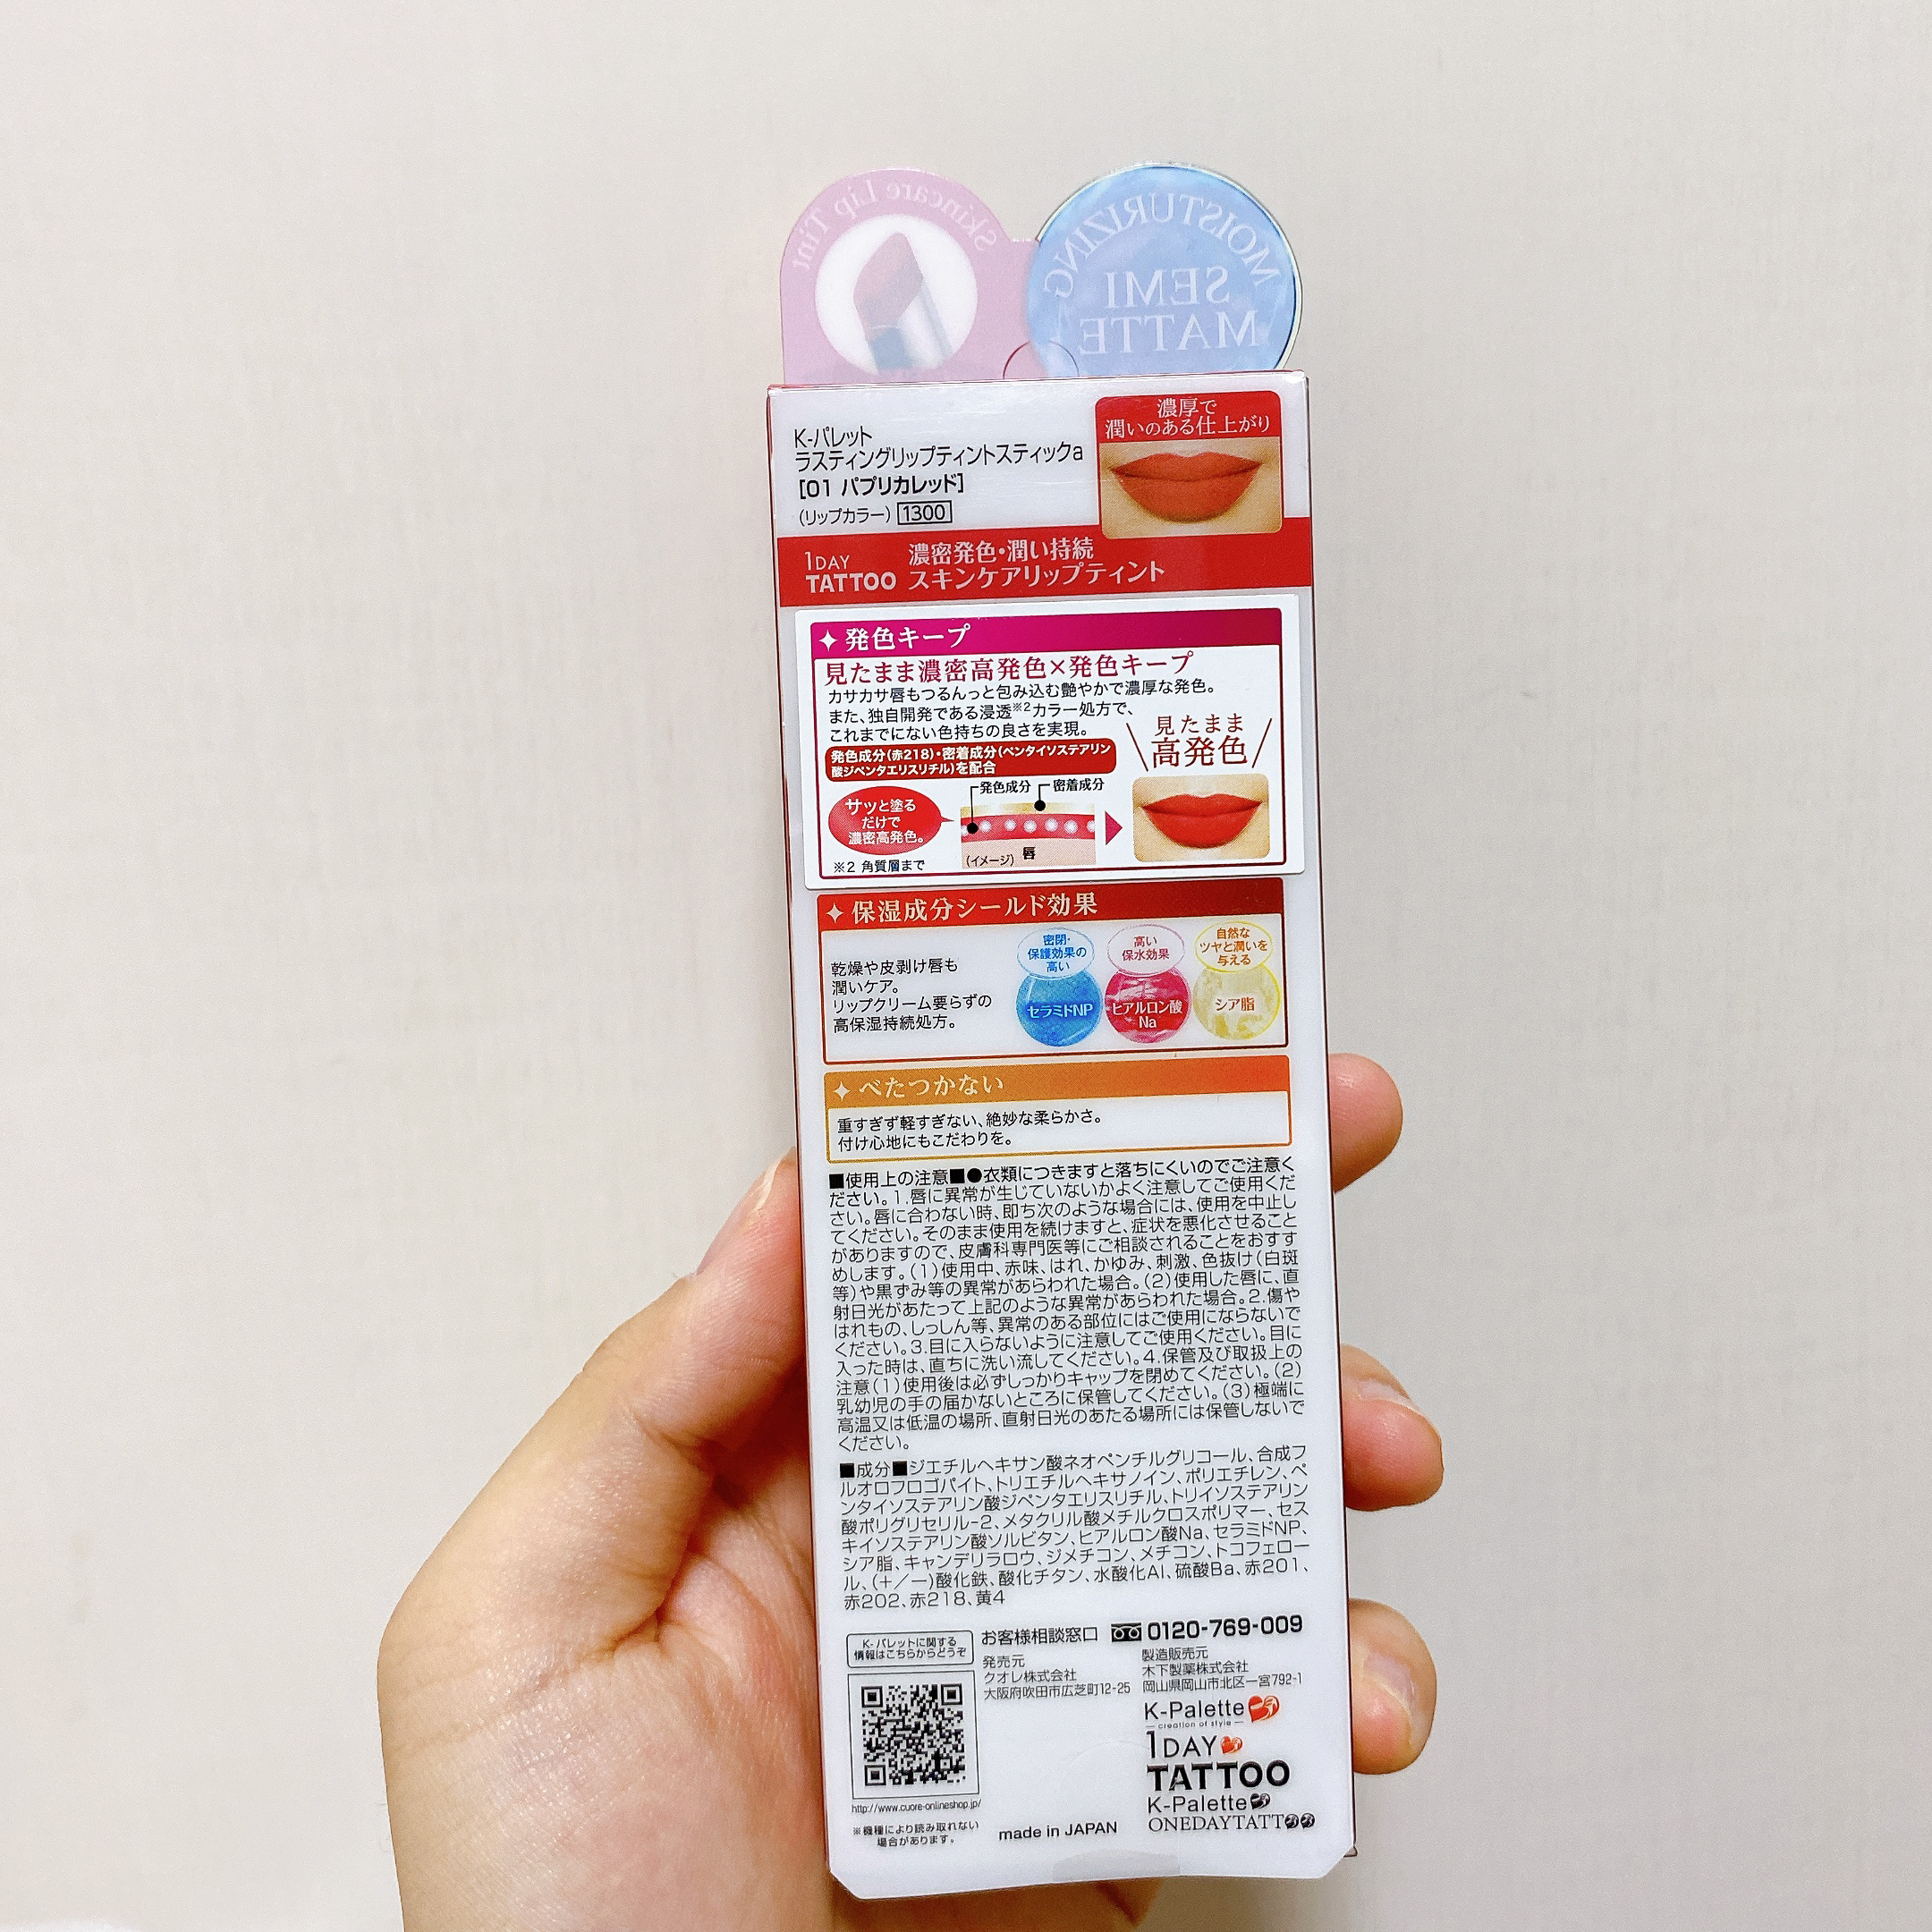 Skincare Lip Tint
MOISTURIZING
SEMI
MATTE
K-パレット
ラスティングリップティントスティックa
[01 パプリカレッド]
(リップカラー) 1300
濃厚で
潤いのある仕上がり
1DAY
TATTOO
濃密発色・潤い持続
スキンケアリップティント
✦ 発色キープ
見たまま濃密高発色×発色キープ
カサカサ唇もつるんっと包み込む艶やかで濃厚な発色。
また、独自開発である浸透※2カラー処方で、
これまでにない色持ちの良さを実現。
発色成分(赤218)・密着成分(ペンタイソステアリン
酸ジペンタエリスリチル)を配合
見たまま
高発色
サッと塗る
だけで
濃密高発色。
発色成分
密着成分
(イメージ) 唇
※2 角質層まで
✦ 保湿成分シールド効果
乾燥や皮剥け唇も
潤いケア。
リップクリーム要らずの
高保湿持続処方。
密閉・
保護効果の
高い
セラミドNP
高い
保水効果
ヒアルロン酸
Na
自然な
ツヤと潤いを
与える
シア脂
✦ べたつかない
重すぎず軽すぎない、絶妙な柔らかさ。
付け心地にもこだわりを。
■使用上の注意■●衣類につきますと落ちにくいのでご注意く
ださい。1.唇に異常が生じていないかよく注意してご使用くだ
さい。唇に合わない時、即ち次のような場合には、使用を中止し
てください。そのまま使用を続けますと、症状を悪化させること
がありますので、皮膚科専門医等にご相談されることをおすす
めします。(1)使用中、赤味、はれ、かゆみ、刺激、色抜け(白斑
等)や黒ずみ等の異常があらわれた場合。(2)使用した唇に、直
射日光があたって上記のような異常があらわれた場合。2.傷や
はれもの、しっしん等、異常のある部位にはご使用にならないで
ください。3.目に入らないように注意してご使用ください。目に
入った時は、直ちに洗い流してください。4.保管及び取扱上の
注意(1)使用後は必ずしっかりキャップを閉めてください。(2)
乳幼児の手の届かないところに保管してください。(3)極端に
高温又は低温の場所、直射日光のあたる場所には保管しないで
ください。
■成分■ジエチルヘキサン酸ネオペンチルグリコール、合成フ
ルオロフロゴパイト、トリエチルヘキサノイン、ポリエチレン、ペ
ンタイソステアリン酸ジペンタエリスリチル、トリイソステアリン
酸ポリグリセリル-2、メタクリル酸メチルクロスポリマー、セス
キイソステアリン酸ソルビタン、ヒアルロン酸Na、セラミドNP、
シア脂、キャンデリラロウ、ジメチコン、メチコン、トコフェロー
ル、(+/-)酸化鉄、酸化チタン、水酸化Al、硫酸Ba、赤201、
赤202、赤218、黄4
K-パレットに関する
情報はこちらからどうぞ
http://www.cuore-onlineshop.jp/
※機種により読み取れない
場合があります。
お客様相談窓口 0120-769-009
発売元
クオレ株式会社
大阪府吹田市広芝町12-25
製造販売元
木下製薬株式会社
岡山県岡山市北区一宮792-1
made in JAPAN
K-Palette
creation of style
1DAY
TATTOO
K-Palette
ONEDAYTATTOO